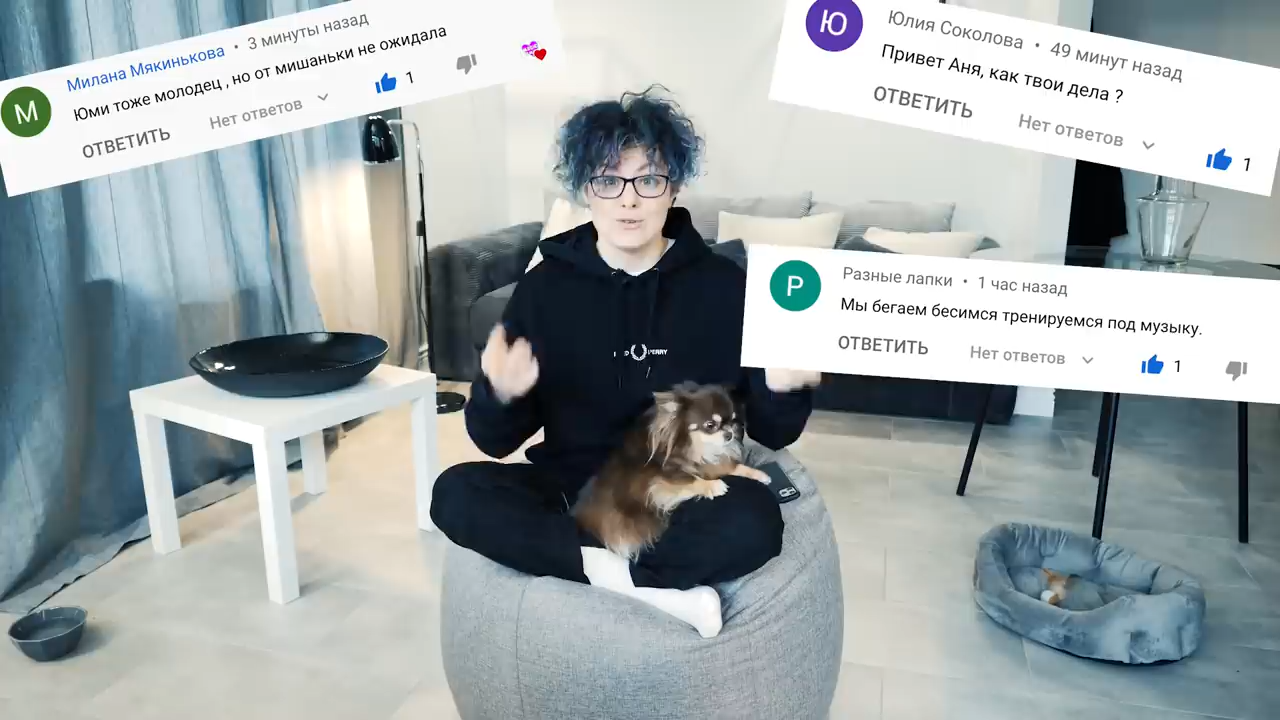 М
Милана Мякинькова • 3 минуты назад
Юми тоже молодец , но от мишаньки не ожидала
1
ОТВЕТИТЬ
Нет ответов
Ю
Юлия Соколова • 49 минут назад
Привет Аня, как твои дела ?
ОТВЕТИТЬ
Нет ответов
1
Р
Разные лапки • 1 час назад
Мы бегаем бесимся тренируемся под музыку.
ОТВЕТИТЬ
Нет ответов
1
PERRY